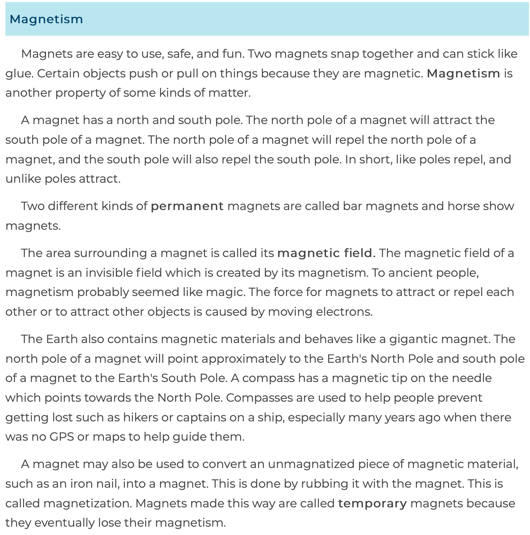 Magnetism
Magnets are easy to use, safe, and fun. Two magnets snap together and can stick like
glue. Certain objects push or pull on things because they are magnetic. Magnetism is
another property of some kinds of matter.
A magnet has a north and south pole. The north pole of a magnet will attract the
south pole of a magnet. The north pole of a magnet will repel the north pole of a
magnet, and the south pole will also repel the south pole. In short, like poles repel, and
unlike poles attract.
Two different kinds of permanent magnets are called bar magnets and horse show
magnets.
The area surrounding a magnet is called its magnetic field. The magnetic field of a
magnet is an invisible field which is created by its magnetism. To ancient people,
magnetism probably seemed like magic. The force for magnets to attract or repel each
other or to attract other objects is caused by moving electrons.
The Earth also contains magnetic materials and behaves like a gigantic magnet. The
north pole of a magnet will point approximately to the Earth's North Pole and south pole
of a magnet to the Earth's South Pole. A compass has a magnetic tip on the needle
which points towards the North Pole. Compasses are used to help people prevent
getting lost such as hikers or captains on a ship, especially many years ago when there
was no GPS or maps to help guide them.
A magnet may also be used to convert an unmagnatized piece of magnetic material,
such as an iron nail, into a magnet. This is done by rubbing it with the magnet. This is
called magnetization. Magnets made this way are called temporary magnets because
they eventually lose their magnetism.